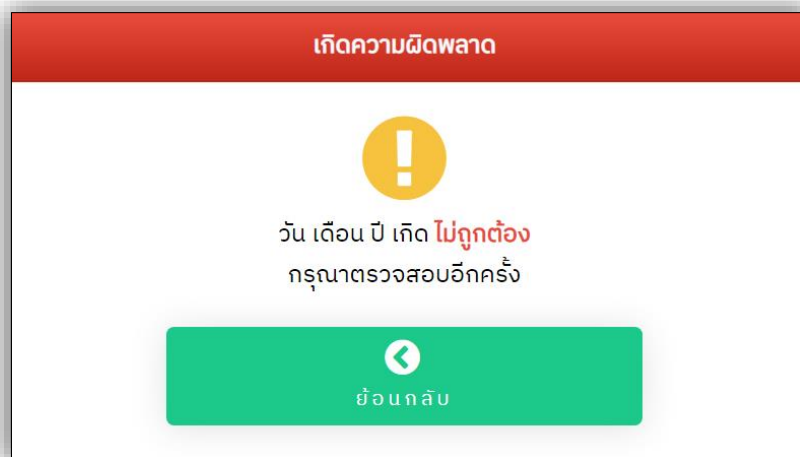 เกิดความผิดพลาด
วัน เดือน ปี เกิด ไม่ถูกต้อง
กรุณาตรวจสอบอีกครั้ง
ย้อนกลับ